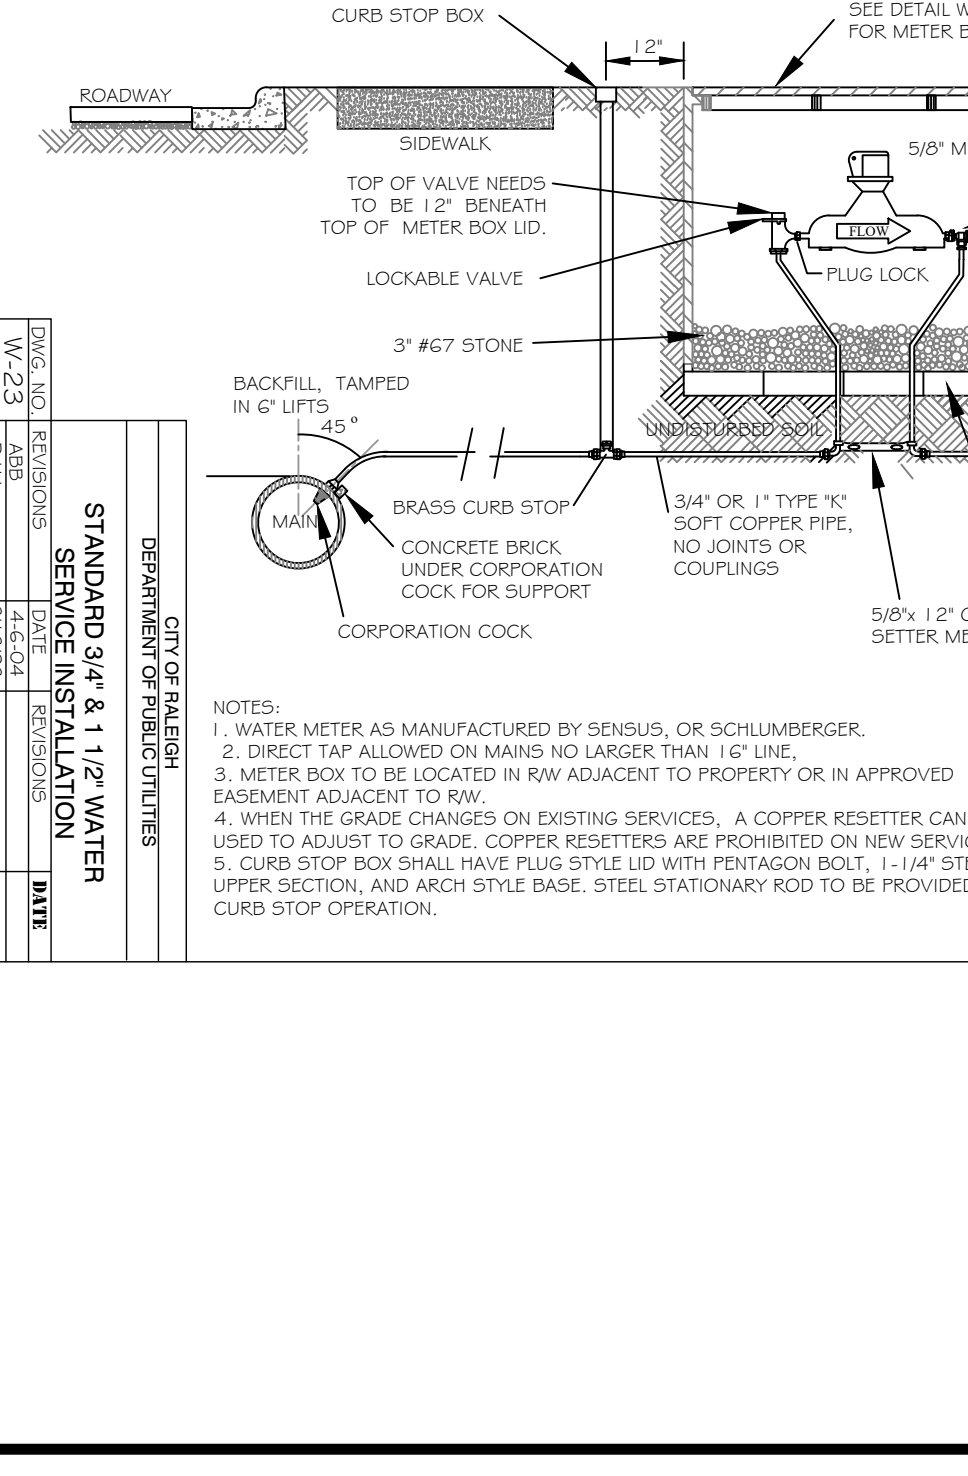 CURB STOP BOX
SEE DETAIL
FOR METER
12"
ROADWAY
SIDEWALK
5/8"
TOP OF VALVE NEEDS
TO BE 12" BENEATH
TOP OF METER BOX LID.
FLOW
LOCKABLE VALVE
PLUG LOCK
3" #67 STONE
BACKFILL, TAMPED
IN 6" LIFTS
45°
UNDISTURBED SOIL
MAIN
BRASS CURB STOP
3/4" OR 1" TYPE "K"
SOFT COPPER PIPE,
NO JOINTS OR
COUPLINGS
CONCRETE BRICK
UNDER CORPORATION
COCK FOR SUPPORT
CORPORATION COCK
5/8"x 12"
SETTER
NOTES:
1. WATER METER AS MANUFACTURED BY SENSUS, OR SCHLUMBERGER.
2. DIRECT TAP ALLOWED ON MAINS NO LARGER THAN 16" LINE,
3. METER BOX TO BE LOCATED IN R/W ADJACENT TO PROPERTY OR IN APPROVED
EASEMENT ADJACENT TO R/W.
4. WHEN THE GRADE CHANGES ON EXISTING SERVICES, A COPPER RESETTER CAN
USED TO ADJUST TO GRADE. COPPER RESETTERS ARE PROHIBITED ON NEW
5. CURB STOP BOX SHALL HAVE PLUG STYLE LID WITH PENTAGON BOLT, 1-1/4"
UPPER SECTION, AND ARCH STYLE BASE. STEEL STATIONARY ROD TO BE PROVIDED
CURB STOP OPERATION.
CITY OF RALEIGH
DEPARTMENT OF PUBLIC UTILITIES
STANDARD 3/4" & 1 1/2" WATER
SERVICE INSTALLATION
DWG. NO. REVISIONS DATE REVISIONS DATE
W-23 ABB 4-6-04